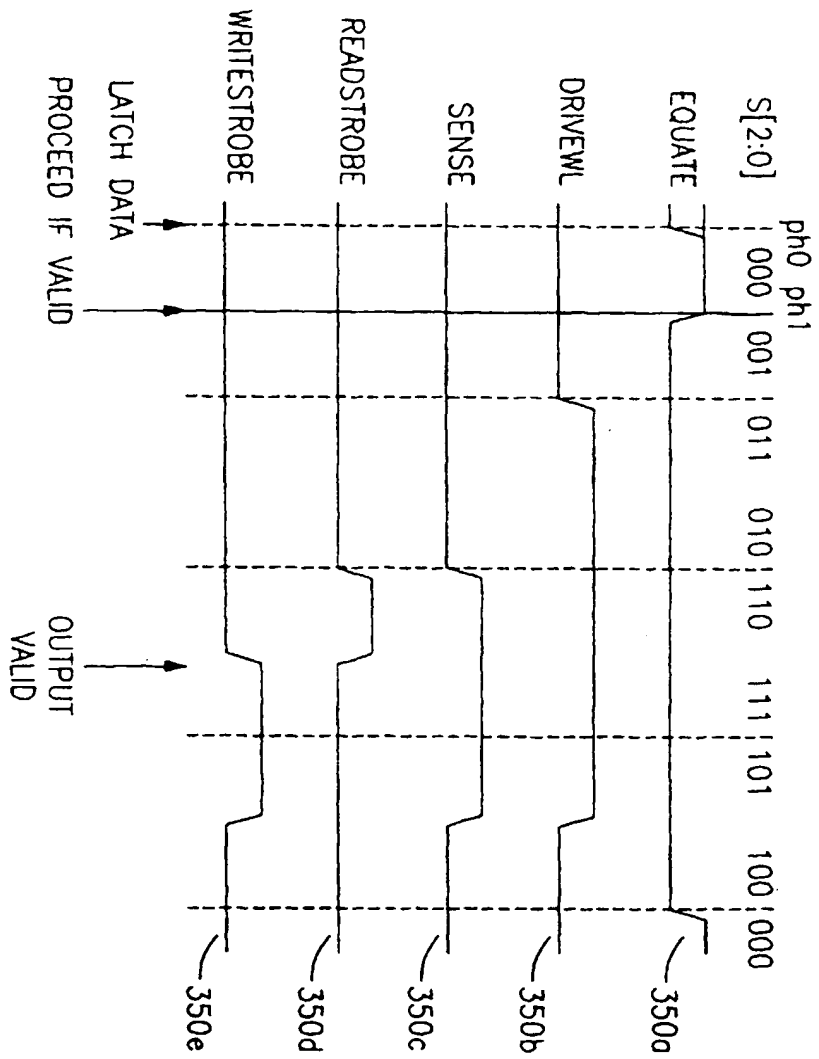 ph0 ph1
S[2:0] 000 001 011 010 110 111 101 100 000
EQUATE 350a
DRIVEWL 350b
SENSE 350c
READSTROBE 350d
WRITESTROBE 350e
LATCH DATA
PROCEED IF VALID
OUTPUT
VALID